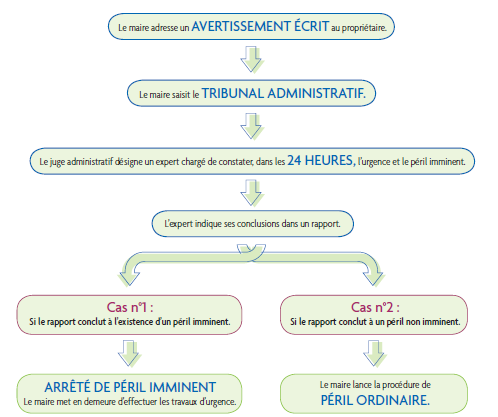 Le maire adresse un AVERTISSEMENT ÉCRIT au propriétaire.
Le maire saisit le TRIBUNAL ADMINISTRATIF.
Le juge administratif désigne un expert chargé de constater, dans les 24 HEURES, l'urgence et le péril imminent.
L'expert indique ses conclusions dans un rapport.
Cas n°1 :
Si le rapport conclut à l'existence d'un péril imminent.
Cas n°2 :
Si le rapport conclut à un péril non imminent.
ARRÊTÉ DE PÉRIL IMMINENT
Le maire met en demeure d'effectuer les travaux d'urgence.
Le maire lance la procédure de
PÉRIL ORDINAIRE.